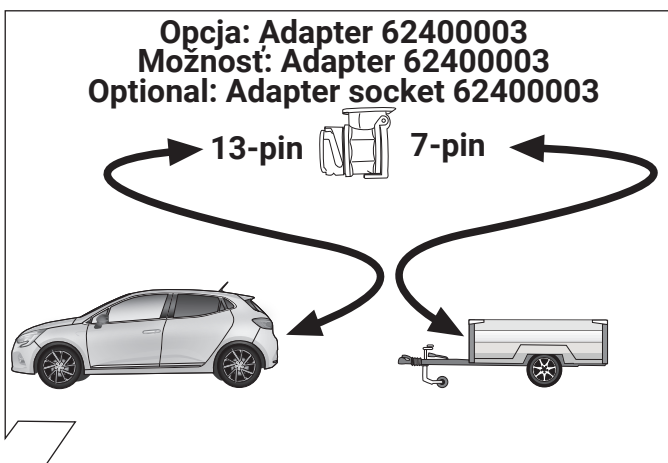 Opcja: Adapter 62400003
Možnosť: Adapter 62400003
Optional: Adapter socket 62400003
13-pin 7-pin